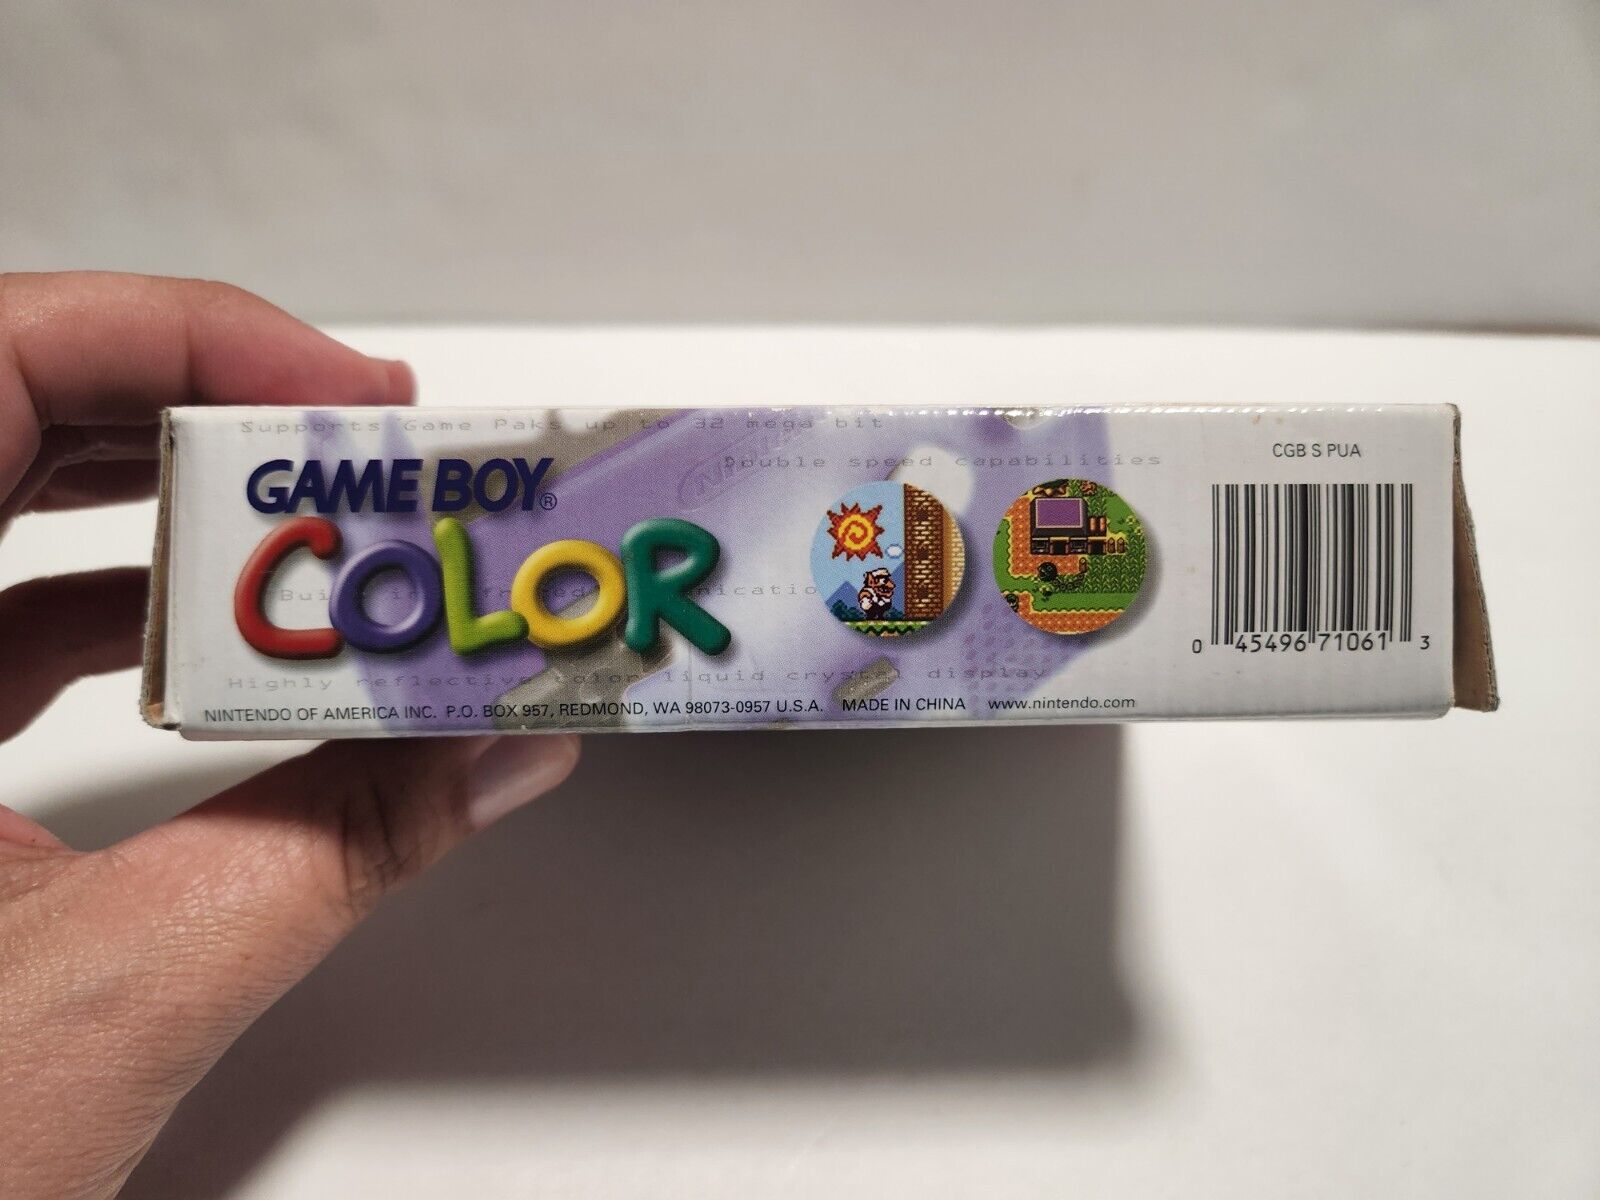 Supports Game Paks up to 32 mega bit
GAME BOY®
Double speed capabilities
CGB S PUA
COLOR
0 45496 71061 3
Highly reflective color liquid crystal display
NINTENDO OF AMERICA INC. P.O. BOX 957, REDMOND, WA 98073-0957 U.S.A. MADE IN CHINA www.nintendo.com